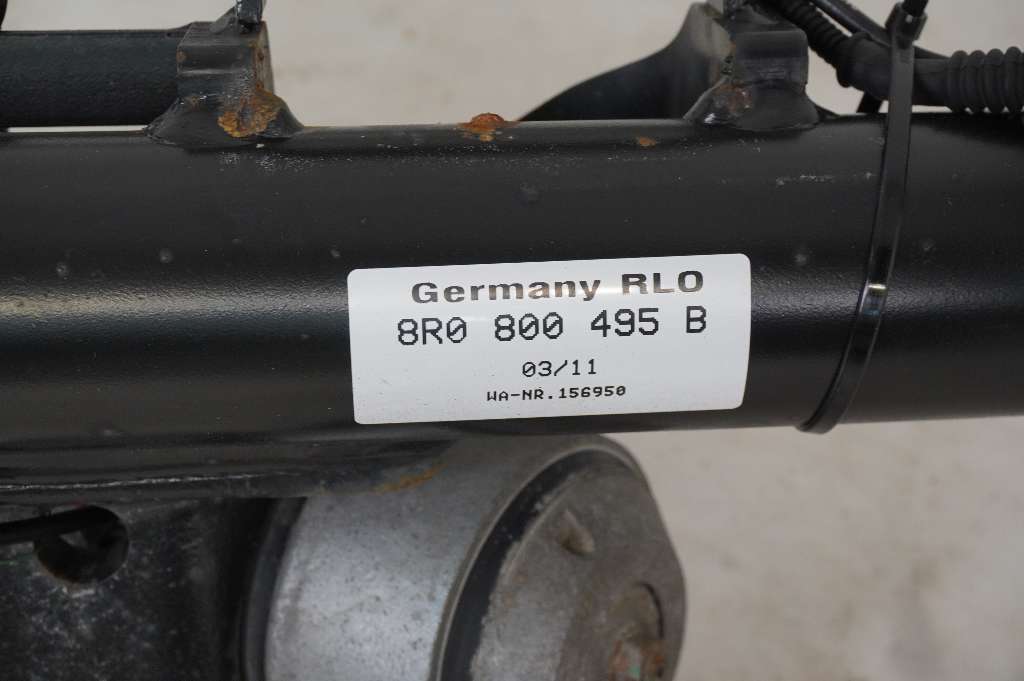 Germany RLO
8R0 800 495 B
03/11
WA-NR.156950